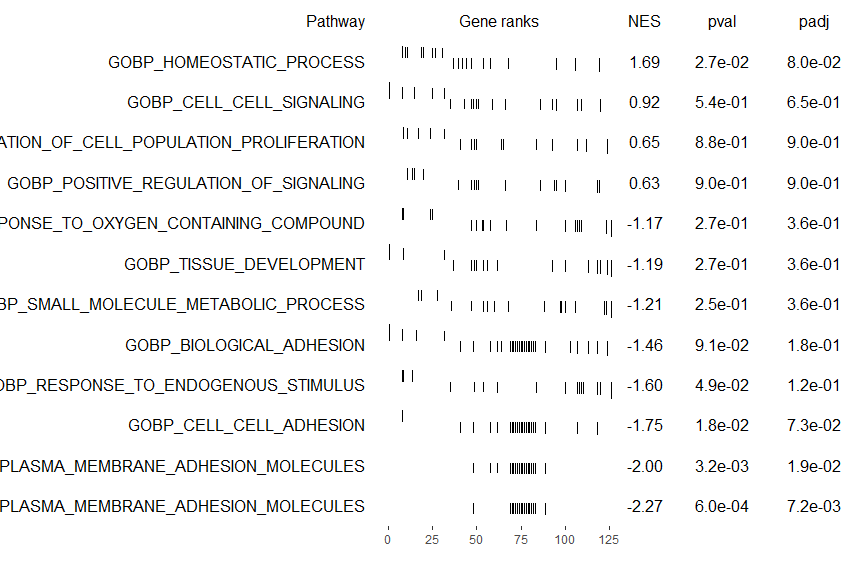 Pathway Gene ranks NES pval padj
GOBP_HOMEOSTATIC_PROCESS 1.69 2.7e-02 8.0e-02
GOBP_CELL_CELL_SIGNALING 0.92 5.4e-01 6.5e-01
ATION_OF_CELL_POPULATION_PROLIFERATION 0.65 8.8e-01 9.0e-01
GOBP_POSITIVE_REGULATION_OF_SIGNALING 0.63 9.0e-01 9.0e-01
PONSE_TO_OXYGEN_CONTAINING_COMPOUND -1.17 2.7e-01 3.6e-01
GOBP_TISSUE_DEVELOPMENT -1.19 2.7e-01 3.6e-01
BP_SMALL_MOLECULE_METABOLIC_PROCESS -1.21 2.5e-01 3.6e-01
GOBP_BIOLOGICAL_ADHESION -1.46 9.1e-02 1.8e-01
OBP_RESPONSE_TO_ENDOGENOUS_STIMULUS -1.60 4.9e-02 1.2e-01
GOBP_CELL_CELL_ADHESION -1.75 1.8e-02 7.3e-02
PLASMA_MEMBRANE_ADHESION_MOLECULES -2.00 3.2e-03 1.9e-02
PLASMA_MEMBRANE_ADHESION_MOLECULES -2.27 6.0e-04 7.2e-03
0 25 50 75 100 125